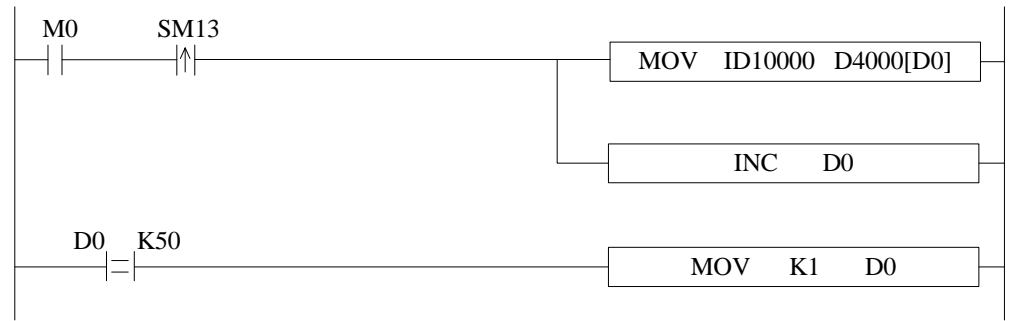 M0 SM13
MOV ID10000 D4000[D0]
INC D0
D0 K50
MOV K1 D0